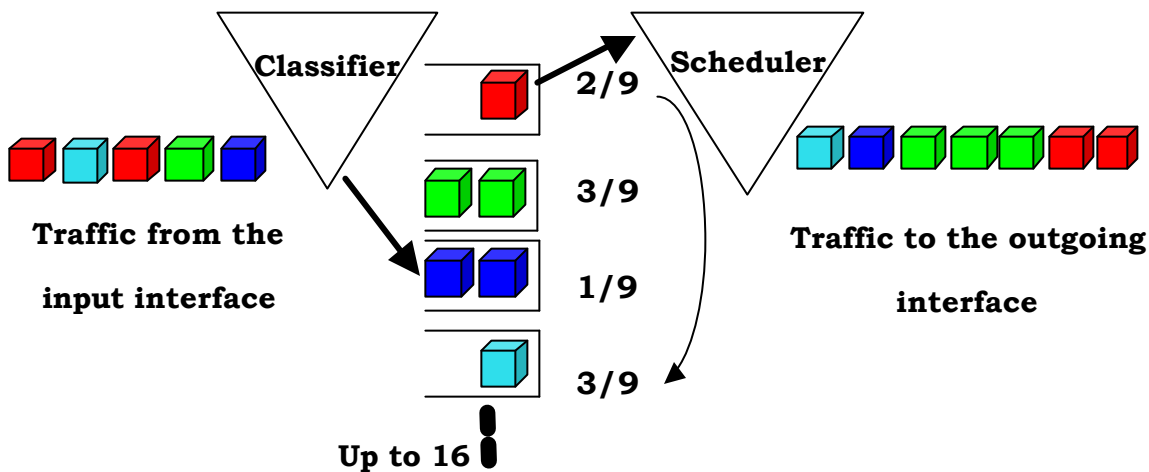 Classifier
Scheduler
2/9
3/9
Traffic from the
input interface
1/9
Traffic to the outgoing
interface
3/9
Up to 16